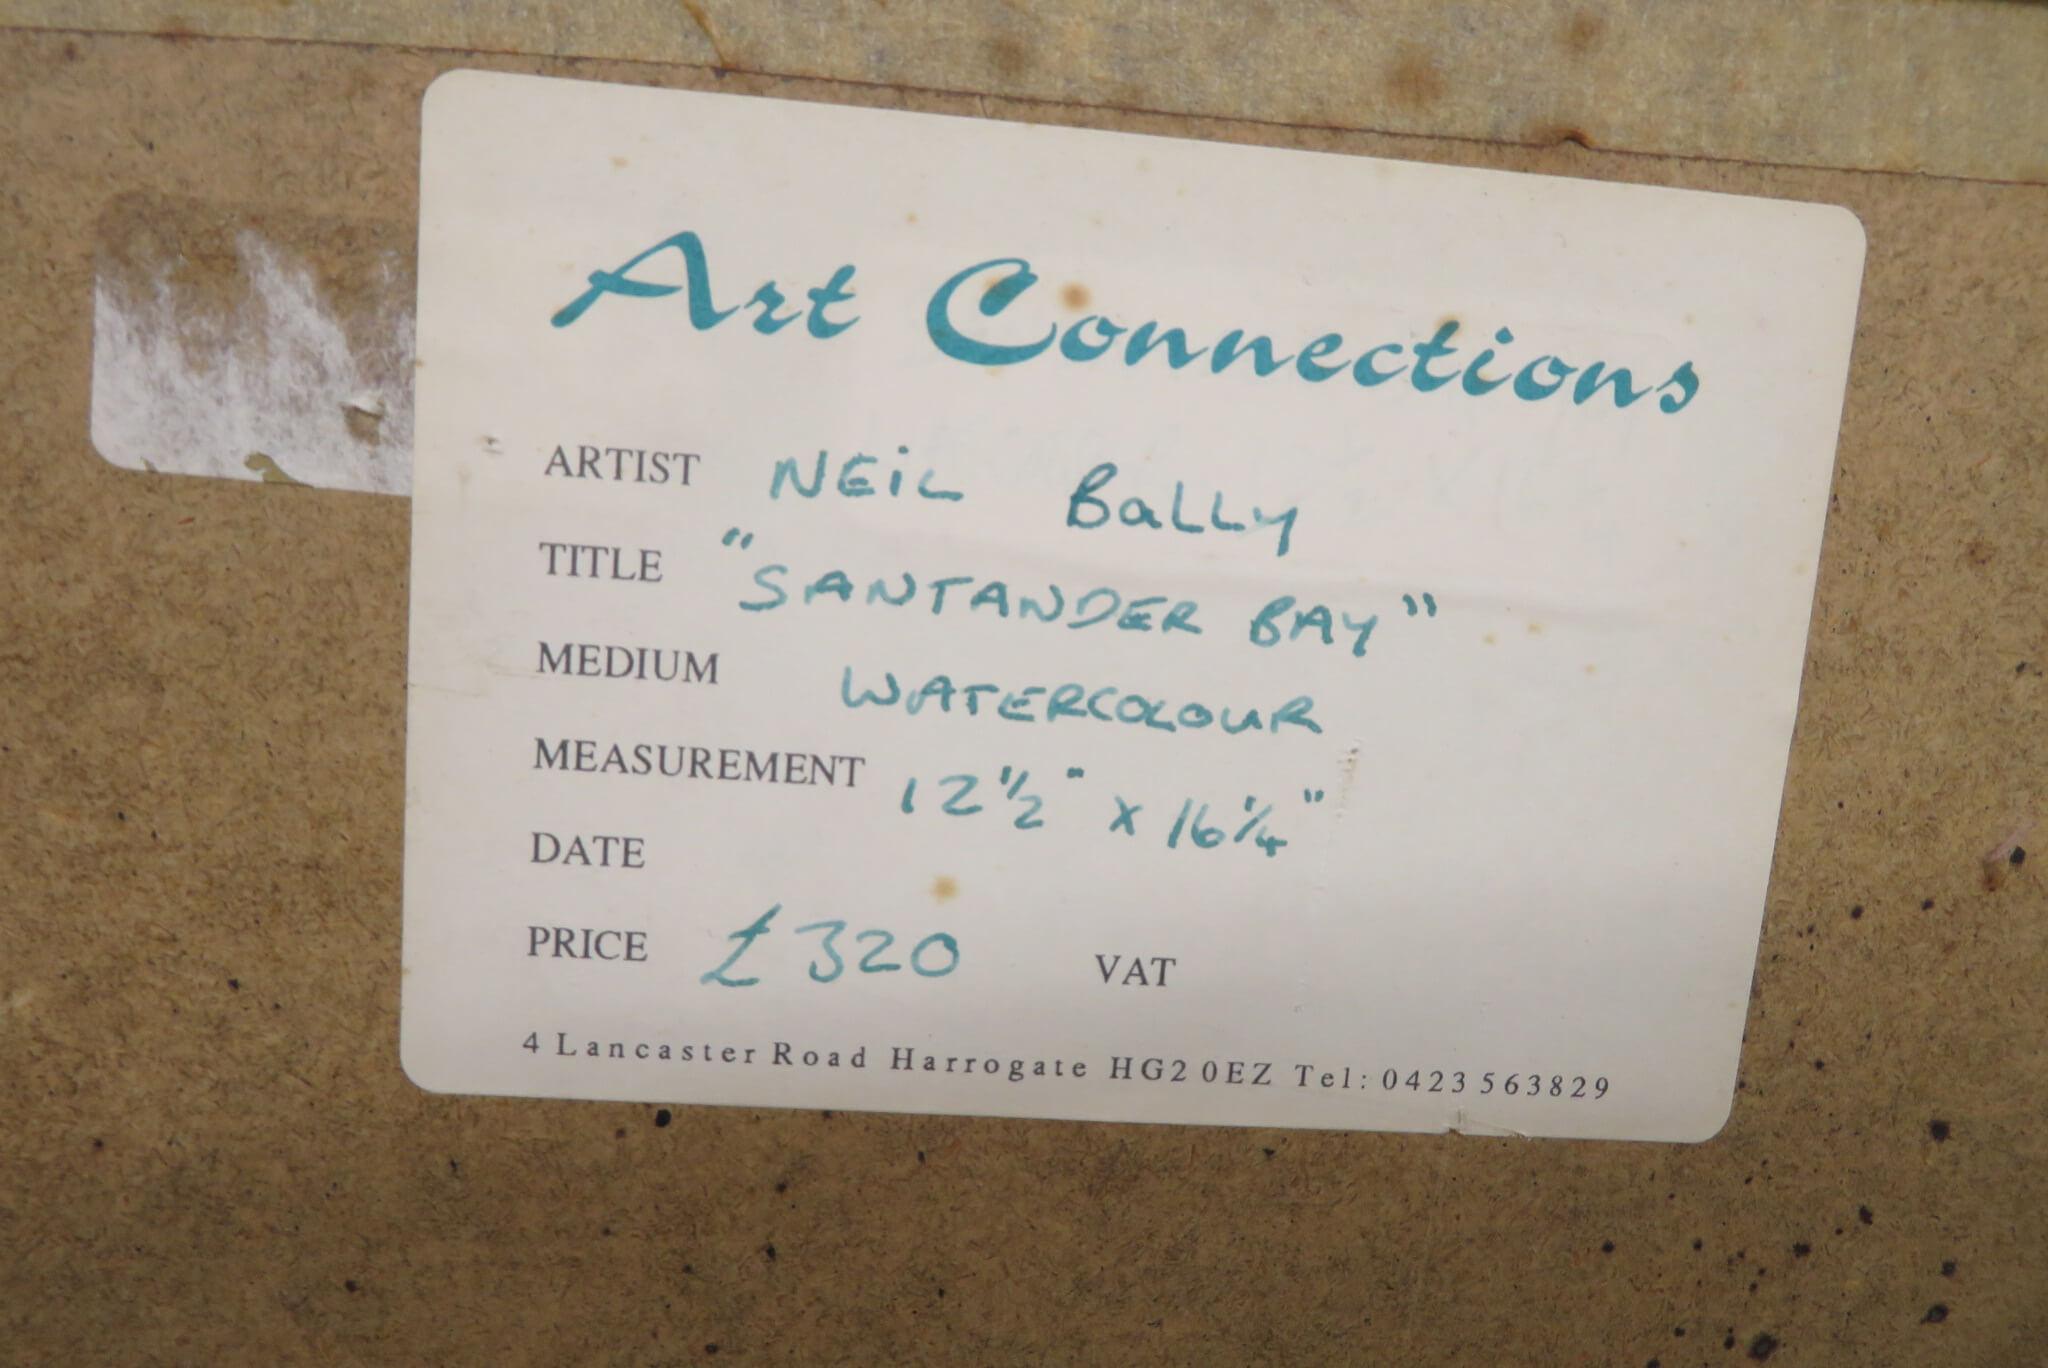 Art Connections
ARTIST NEiL BaLLy
TITLE "SANTANDER BAY"
MEDIUM WATERCOLOUR
MEASUREMENT 12½" x 16¼"
DATE
PRICE £320 VAT
4 Lancaster Road Harrogate HG2 0EZ Tel: 0423 563829